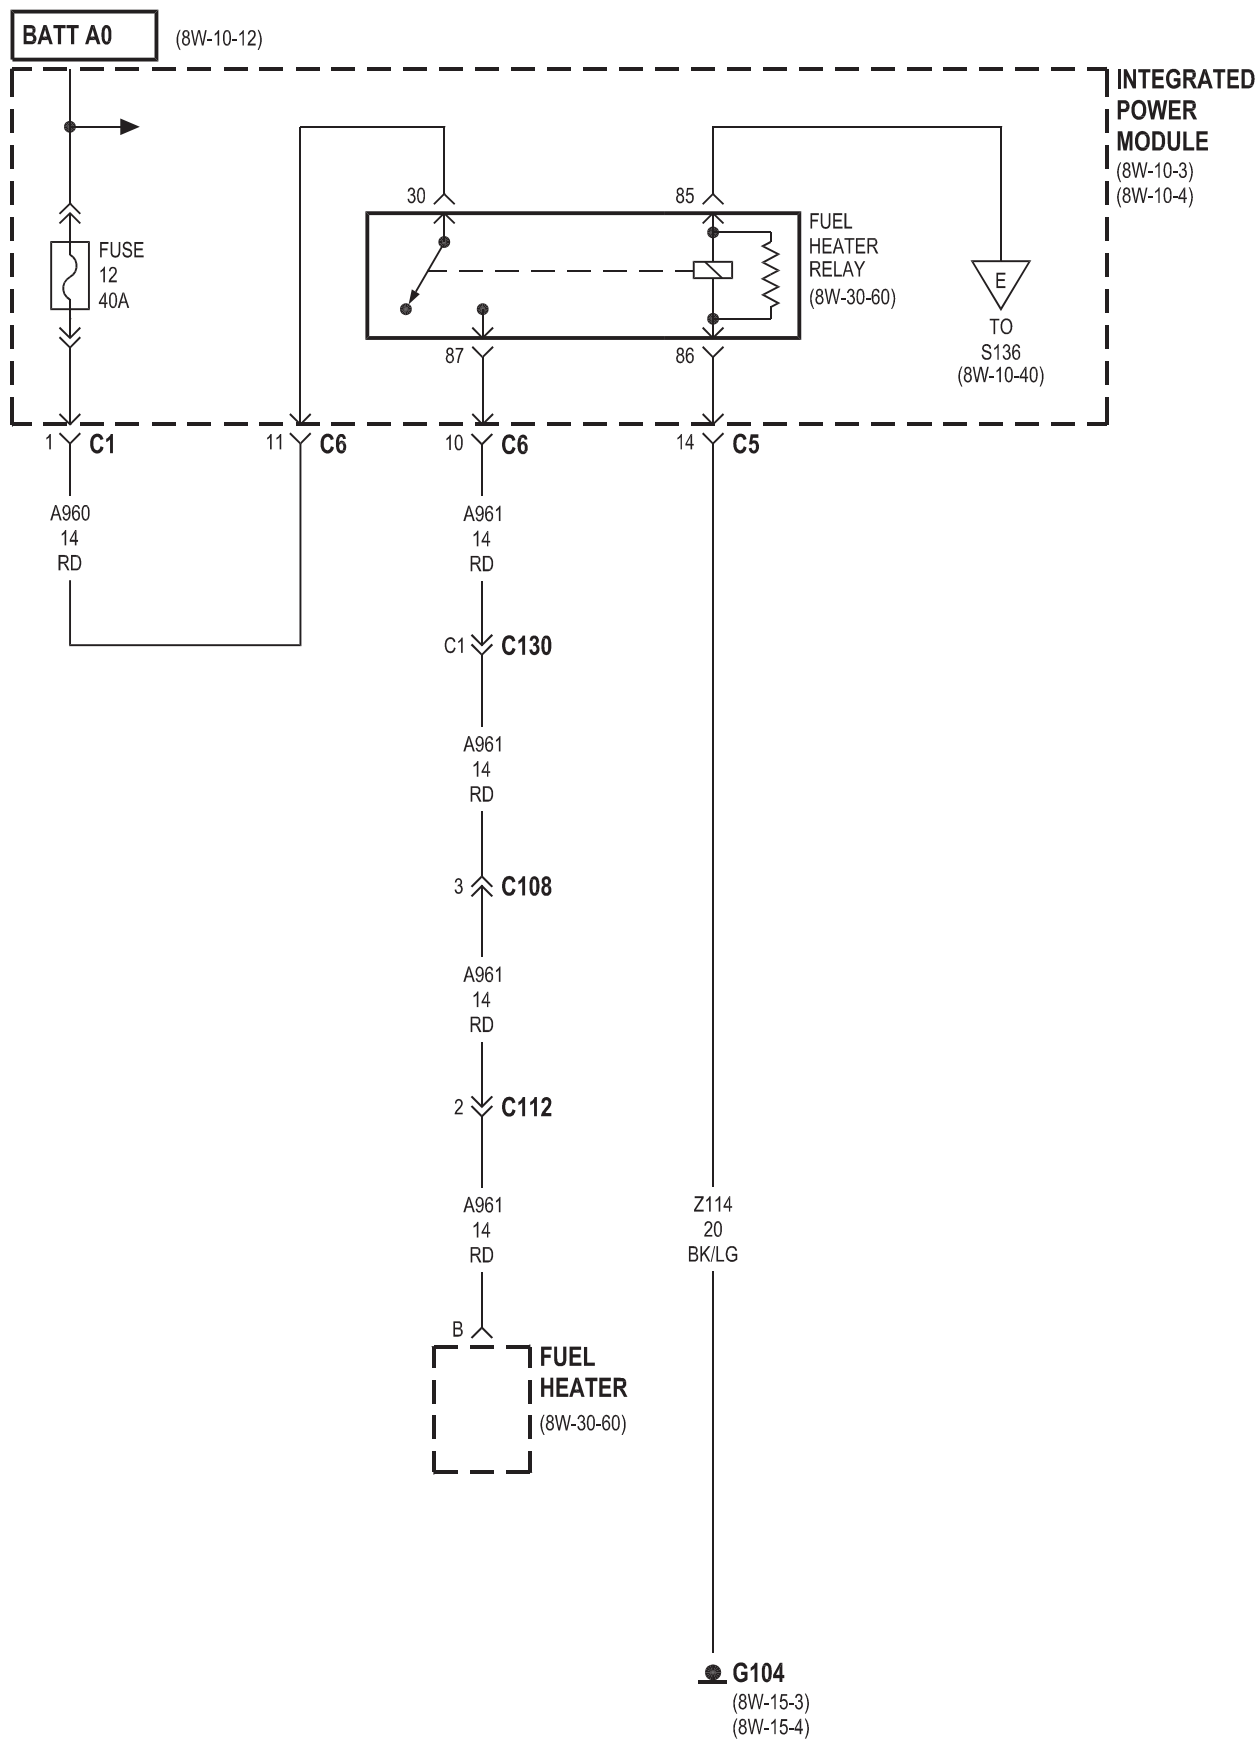 BATT A0
(8W-10-12)
INTEGRATED
POWER
MODULE
(8W-10-3)
(8W-10-4)
30
85
FUEL
HEATER
RELAY
(8W-30-60)
FUSE
12
40A
E
TO
S136
(8W-10-40)
87
86
1
C1
11
C6
10
C6
14
C5
A960
14
RD
A961
14
RD
C1
C130
A961
14
RD
3
C108
A961
14
RD
2
C112
A961
14
RD
Z114
20
BK/LG
B
FUEL
HEATER
(8W-30-60)
G104
(8W-15-3)
(8W-15-4)